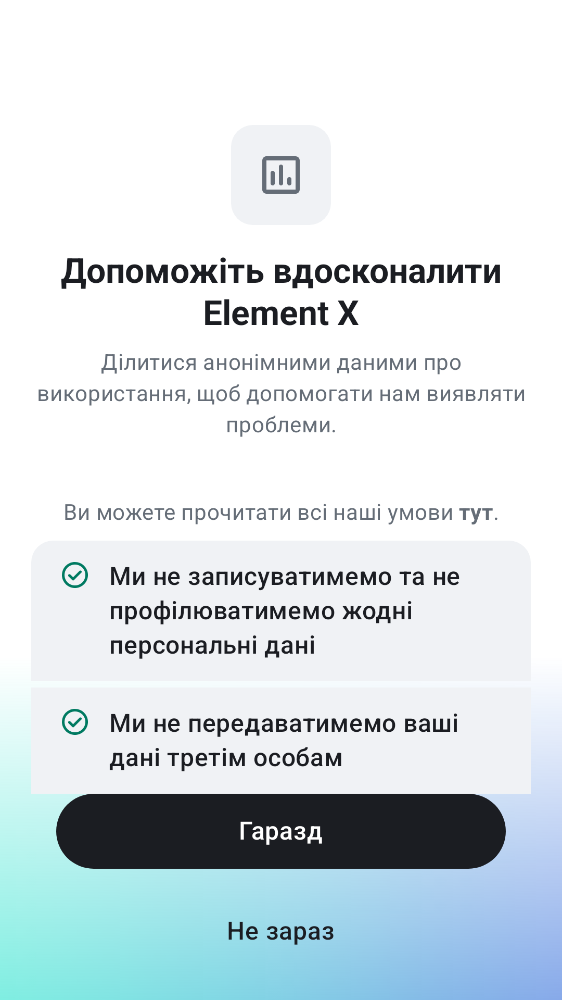 Допоможіть вдосконалити
Element X
Ділитися анонімними даними про
використання, щоб допомогати нам виявляти
проблеми.
Ви можете прочитати всі наші умови тут.
Ми не записуватимемо та не
профілюватимемо жодні
персональні дані
Ми не передаватимемо ваші
дані третім особам
Гаразд
Не зараз